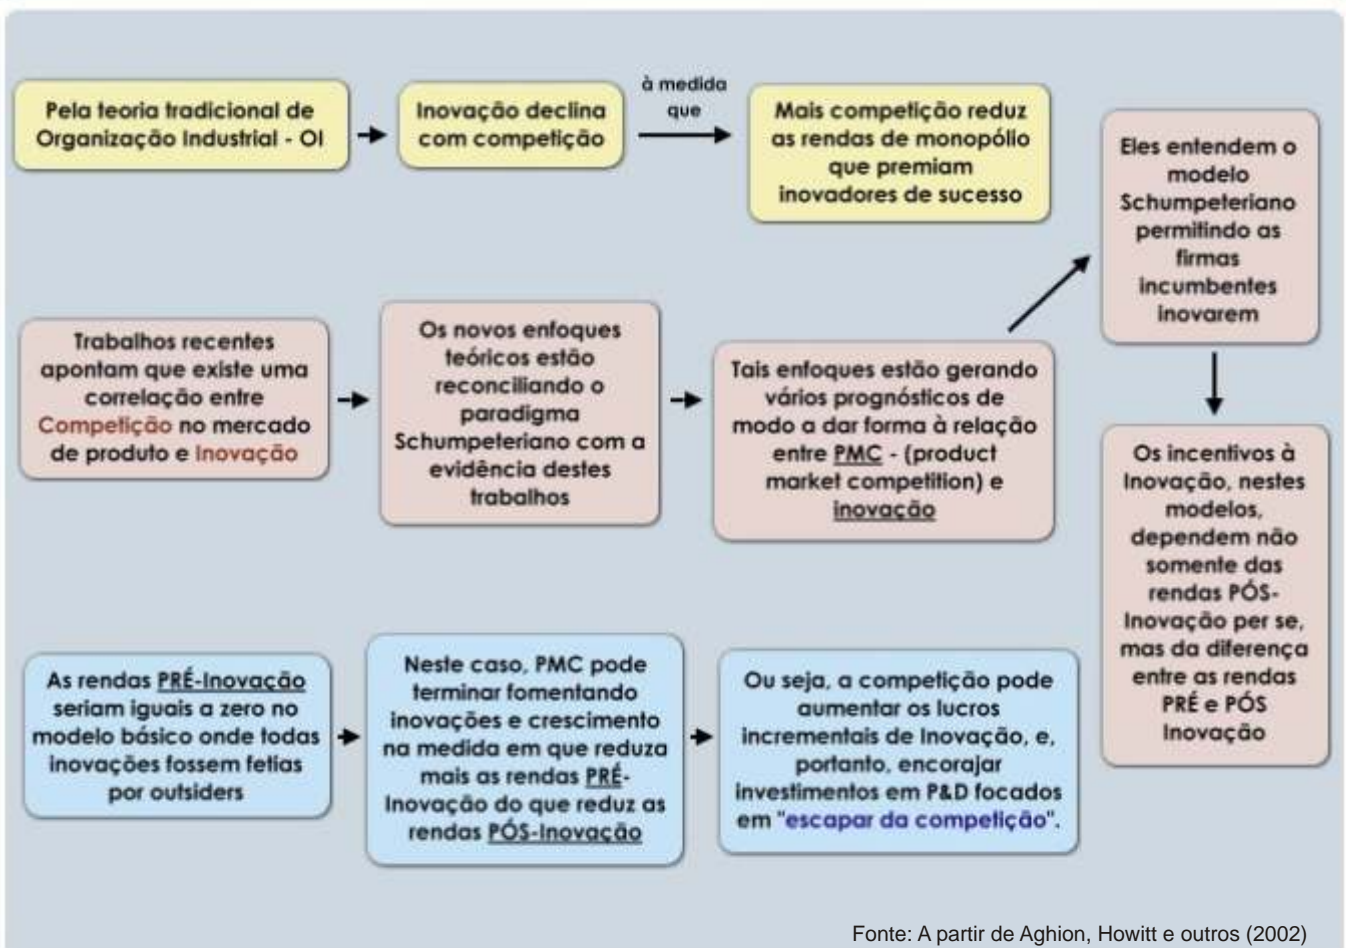 Pela teoria tradicional de
Organização Industrial - OI
Inovação declina
com competição
à medida
que
Mais competição reduz
as rendas de monopólio
que premiam
inovadores de sucesso
Trabalhos recentes
apontam que existe uma
correlação entre
Competição no mercado
de produto e Inovação
Os novos enfoques
teóricos estão
reconciliando o
paradigma
Schumpeteriano com a
evidência destes
trabalhos
Tais enfoques estão gerando
vários prognósticos de
modo a dar forma à relação
entre PMC - (product
market competition) e
inovação
Eles entendem o
modelo
Schumpeteriano
permitindo as
firmas
incumbentes
inovarem
Os incentivos à
Inovação, nestes
modelos,
dependem não
somente das
rendas PÓS-
Inovação per se,
mas da diferença
entre as rendas
PRÉ e PÓS
Inovação
As rendas PRÉ-Inovação
seriam iguais a zero no
modelo básico onde todas
inovações fossem fetias
por outsiders
Neste caso, PMC pode
terminar fomentando
inovações e crescimento
na medida em que reduza
mais as rendas PRÉ-
Inovação do que reduz as
rendas PÓS-Inovação
Ou seja, a competição pode
aumentar os lucros
incrementais de Inovação, e,
portanto, encorajar
investimentos em P&D focados
em "escapar da competição".
Fonte: A partir de Aghion, Howitt e outros (2002)